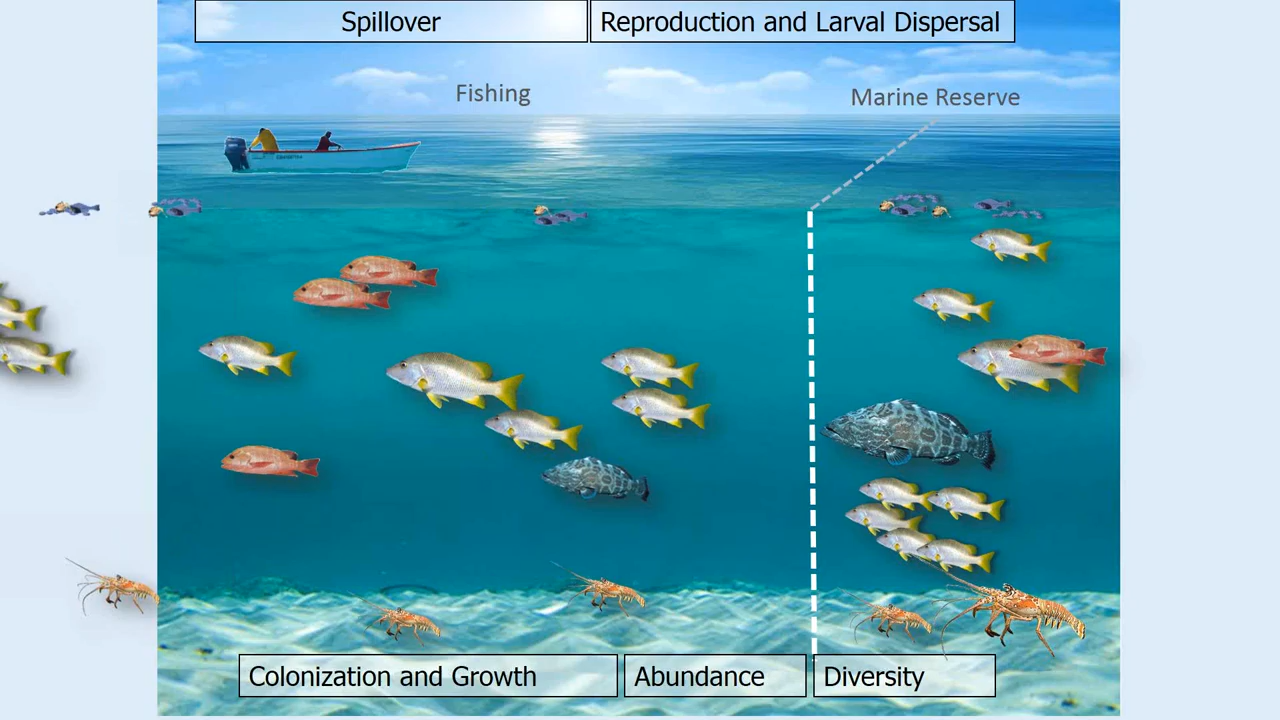 Spillover
Reproduction and Larval Dispersal
Fishing
Marine Reserve
Colonization and Growth
Abundance
Diversity